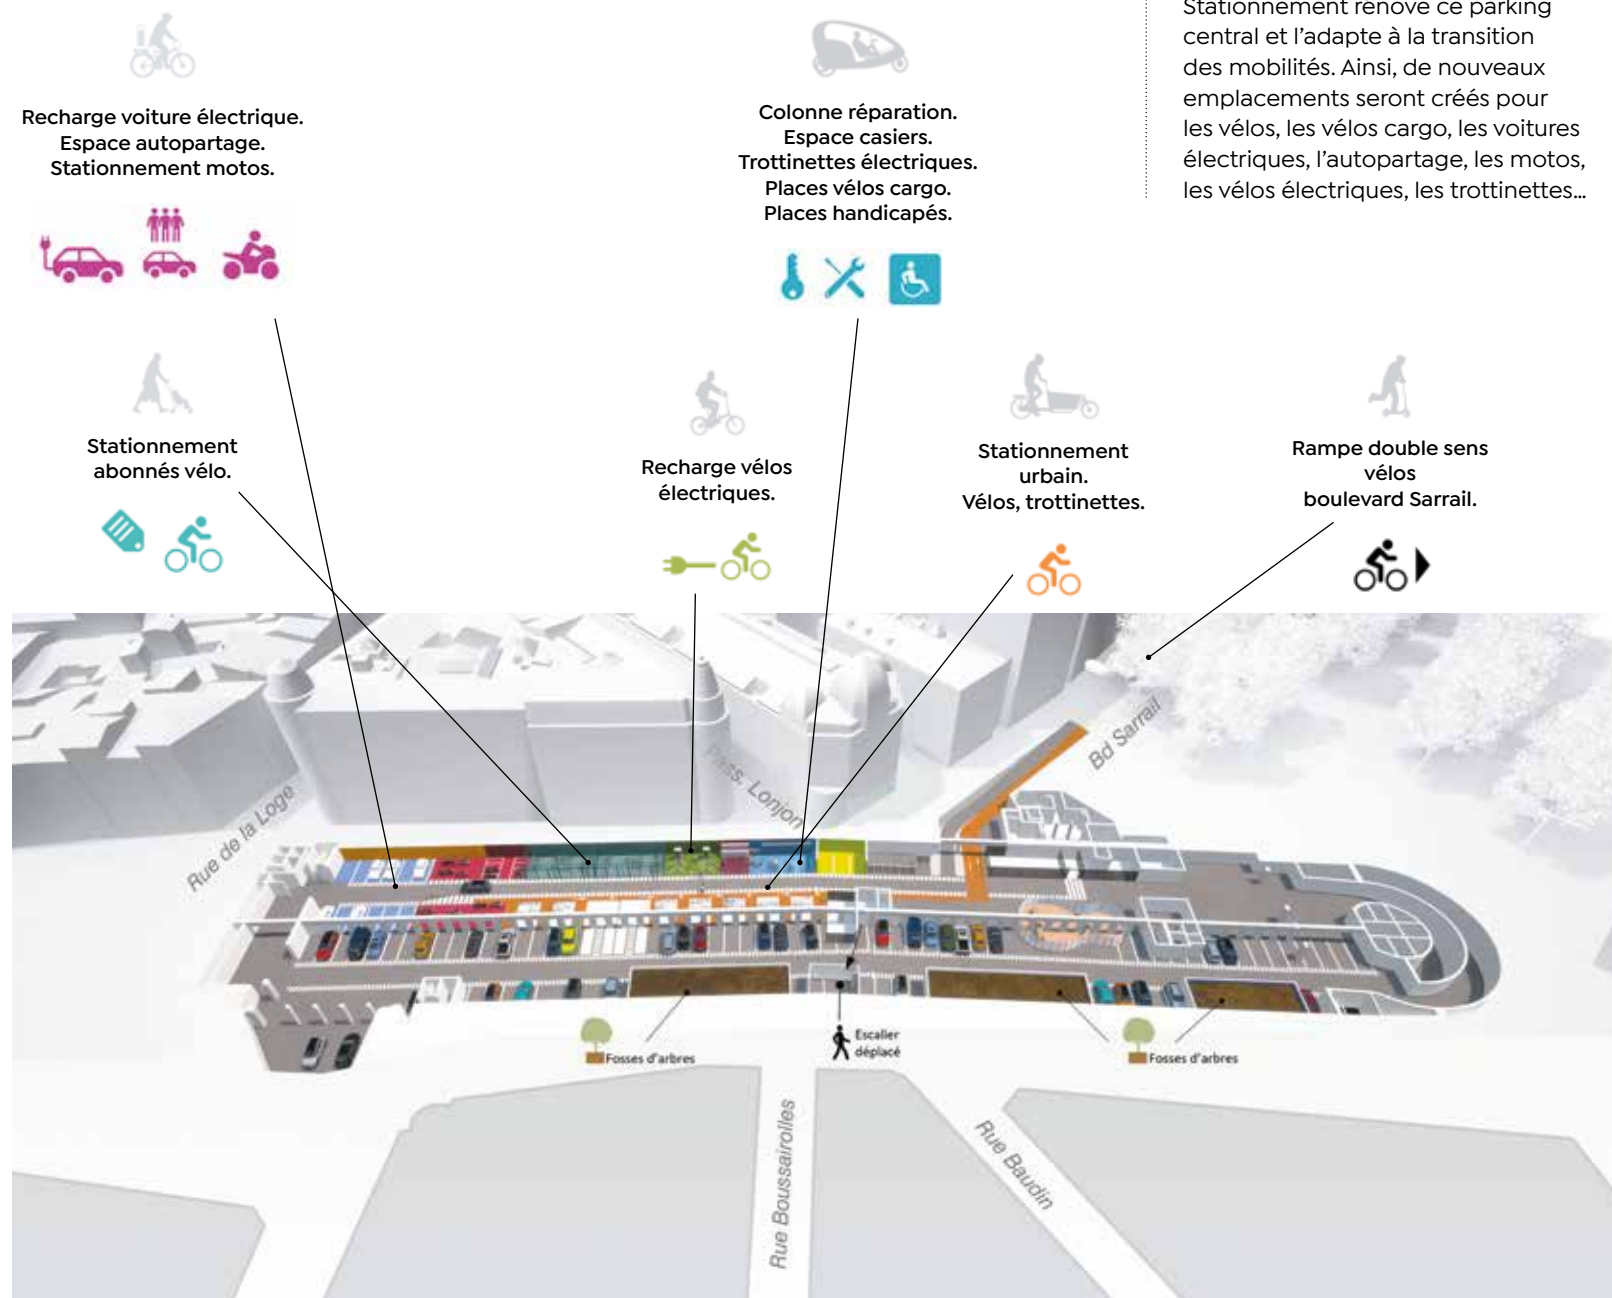 Stationnement rénove ce parking
central et l’adapte à la transition
des mobilités. Ainsi, de nouveaux
emplacements seront créés pour
les vélos, les vélos cargo, les voitures
électriques, l’autopartage, les motos,
les vélos électriques, les trottinettes...
Recharge voiture électrique.
Espace autopartage.
Stationnement motos.
Colonne réparation.
Espace casiers.
Trottinettes électriques.
Places vélos cargo.
Places handicapés.
Stationnement
abonnés vélo.
Recharge vélos
électriques.
Stationnement
urbain.
Vélos, trottinettes.
Rampe double sens
vélos
boulevard Sarrail.
Rue de la Loge
Pass. Lonjon
Bd Sarrail
Fosses d'arbres
Escalier
déplacé
Fosses d'arbres
Rue Boussairolles
Rue Baudin